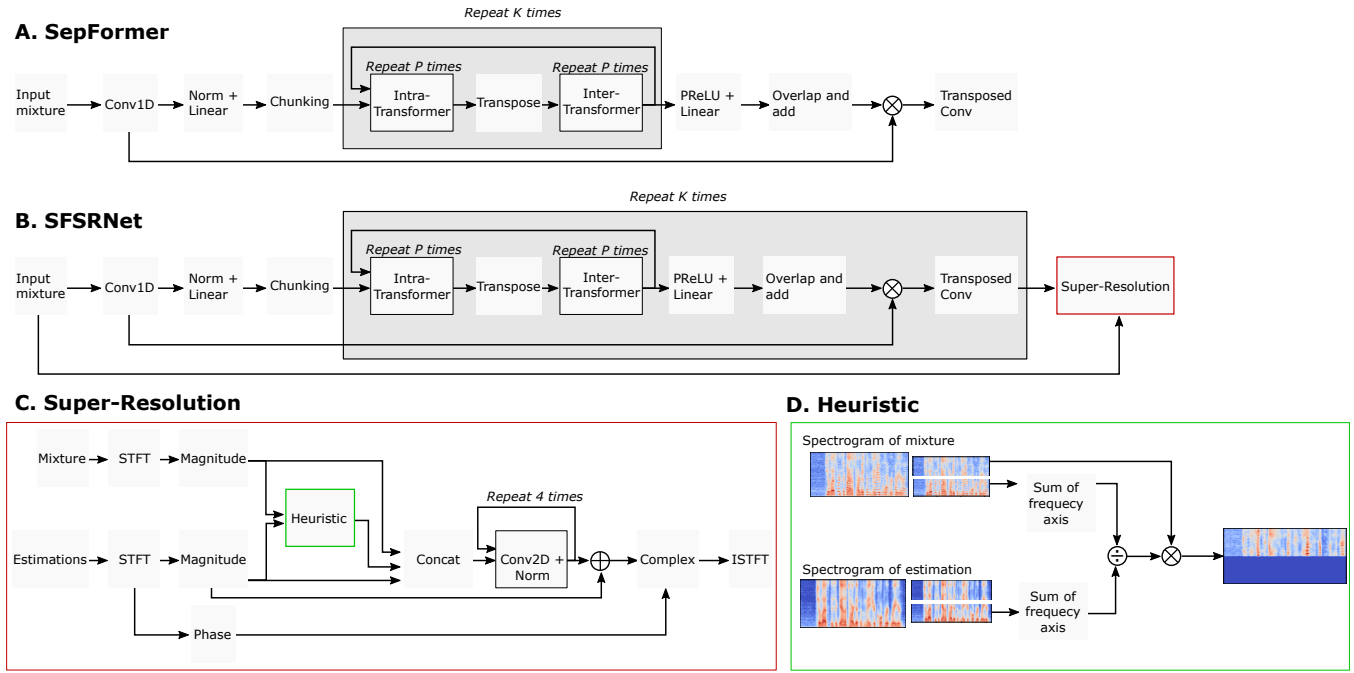 Repeat K times
A. SepFormer
Repeat P times
Repeat P times
Input
mixture
Conv1D
Norm +
Linear
Chunking
Intra-
Transformer
Transpose
Inter-
Transformer
PReLU +
Linear
Overlap and
add
Transposed
Conv
Repeat K times
B. SFSRNet
Repeat P times
Repeat P times
Input
mixture
Conv1D
Norm +
Linear
Chunking
Intra-
Transformer
Transpose
Inter-
Transformer
PReLU +
Linear
Overlap and
add
Transposed
Conv
Super-Resolution
C. Super-Resolution
Mixture
STFT
Magnitude
Heuristic
Repeat 4 times
Estimations
STFT
Magnitude
Concat
Conv2D +
Norm
Complex
ISTFT
Phase
D. Heuristic
Spectrogram of mixture
Sum of
frequecy
axis
Spectrogram of estimation
Sum of
frequecy
axis